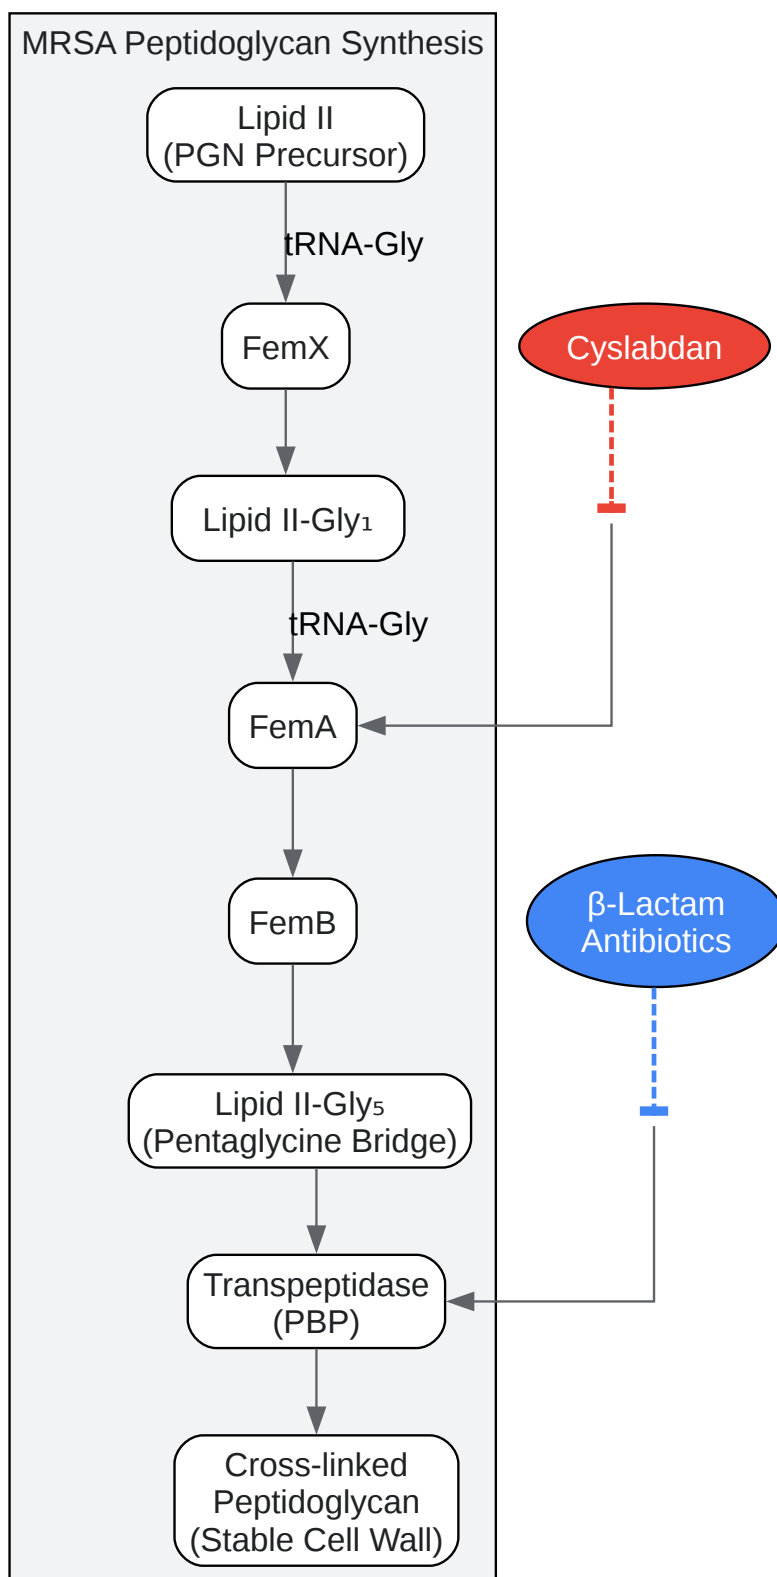 MRSA Peptidoglycan Synthesis
Lipid II
(PGN Precursor)
tRNA-Gly
FemX
Cyslabdan
Lipid II-Gly₁
tRNA-Gly
FemA
FemB
β-Lactam
Antibiotics
Lipid II-Gly₅
(Pentaglycine Bridge)
Transpeptidase
(PBP)
Cross-linked
Peptidoglycan
(Stable Cell Wall)